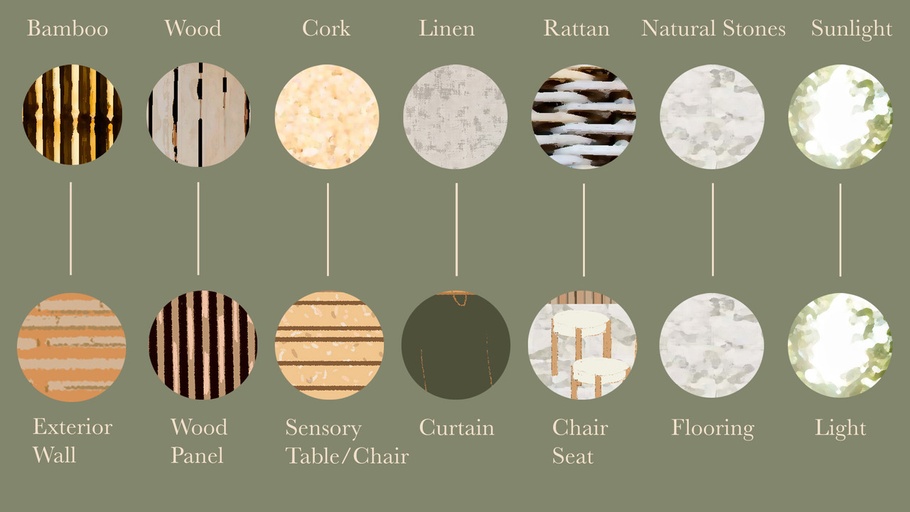 Bamboo
Wood
Cork
Linen
Rattan
Natural Stones
Sunlight
Exterior
Wall
Wood
Panel
Sensory
Table/Chair
Curtain
Chair
Seat
Flooring
Light